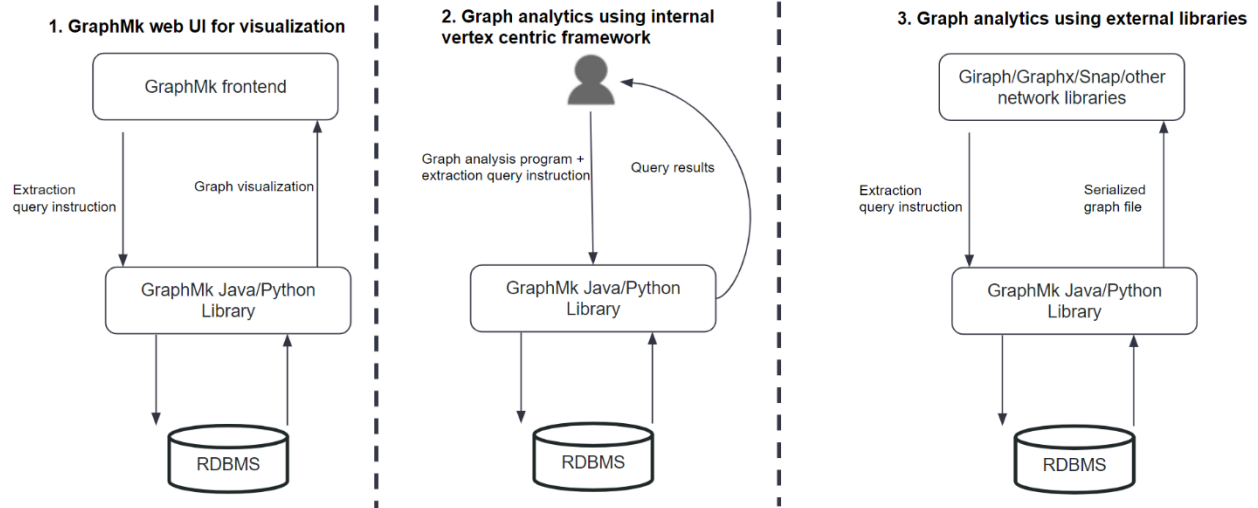 1. GraphMk web UI for visualization
GraphMk frontend
Extraction
query instruction
Graph visualization
GraphMk Java/Python
Library
RDBMS
2. Graph analytics using internal
vertex centric framework
Graph analysis program +
extraction query instruction
Query results
GraphMk Java/Python
Library
RDBMS
3. Graph analytics using external libraries
Giraph/Graphx/Snap/other
network libraries
Extraction
query instruction
Serialized
graph file
GraphMk Java/Python
Library
RDBMS